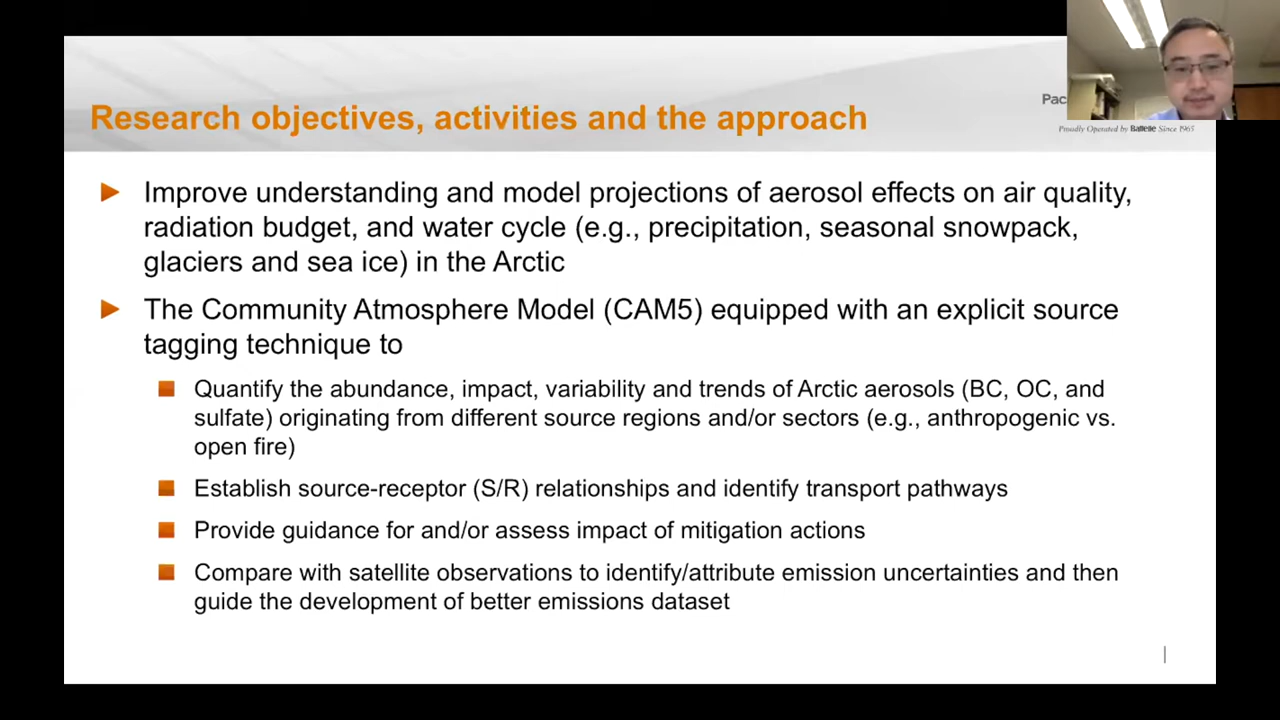 Research objectives, activities and the approach
Proudly Operated by Battelle Since 1965
Improve understanding and model projections of aerosol effects on air quality,
radiation budget, and water cycle (e.g., precipitation, seasonal snowpack,
glaciers and sea ice) in the Arctic
The Community Atmosphere Model (CAM5) equipped with an explicit source
tagging technique to
Quantify the abundance, impact, variability and trends of Arctic aerosols (BC, OC, and
sulfate) originating from different source regions and/or sectors (e.g., anthropogenic vs.
open fire)
Establish source-receptor (S/R) relationships and identify transport pathways
Provide guidance for and/or assess impact of mitigation actions
Compare with satellite observations to identify/attribute emission uncertainties and then
guide the development of better emissions dataset